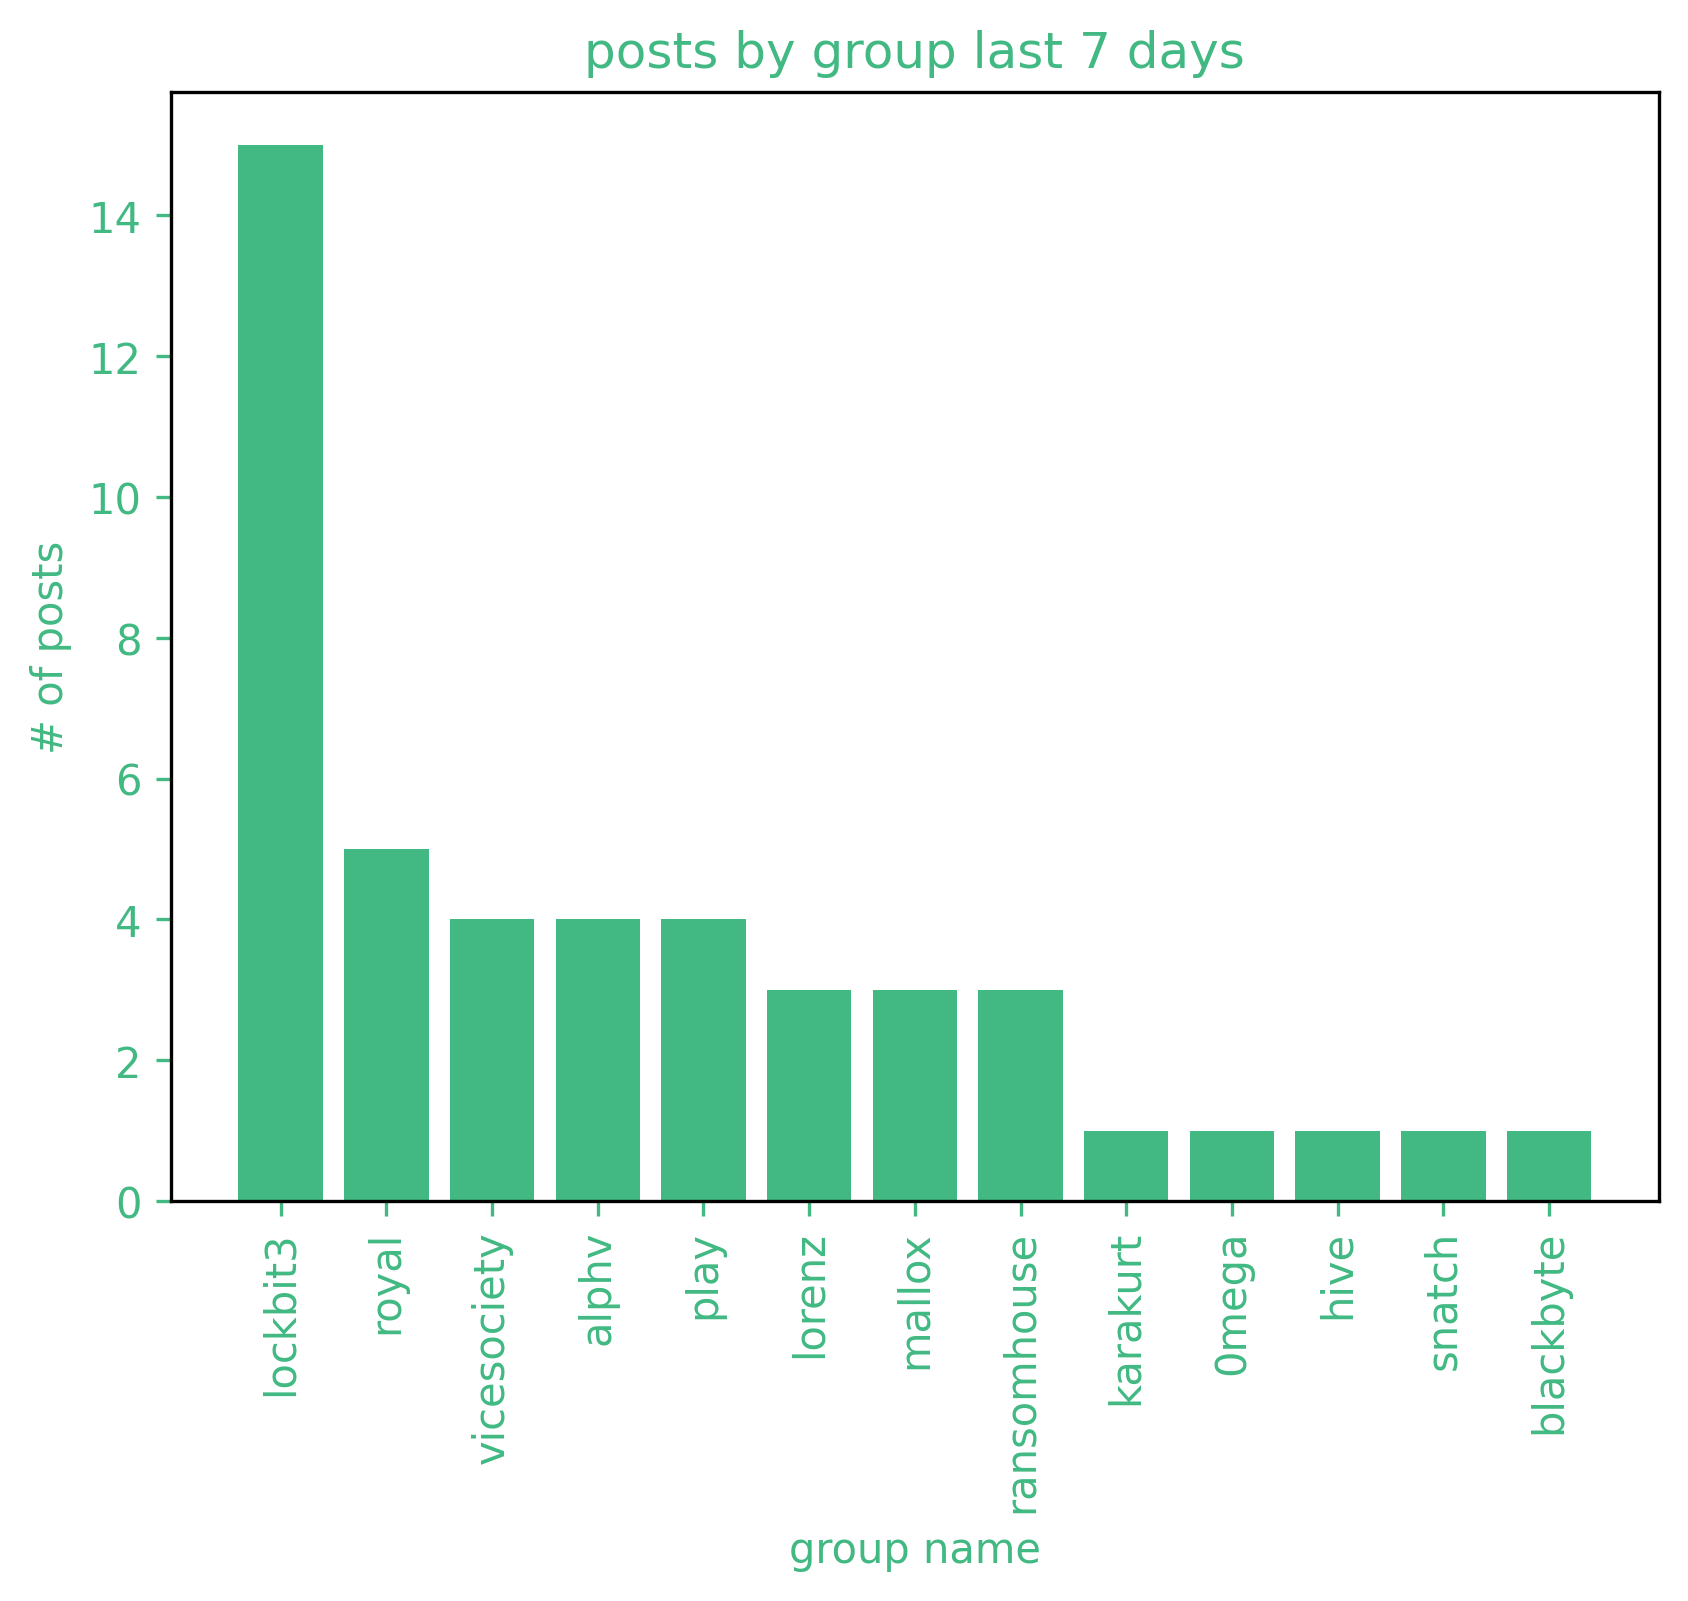 posts by group last 7 days
# of posts
14
12
10
8
6
4
2
0
lockbit3
royal
vicesociety
alphv
play
lorenz
mallox
ransomhouse
karakurt
0mega
hive
snatch
blackbyte
group name